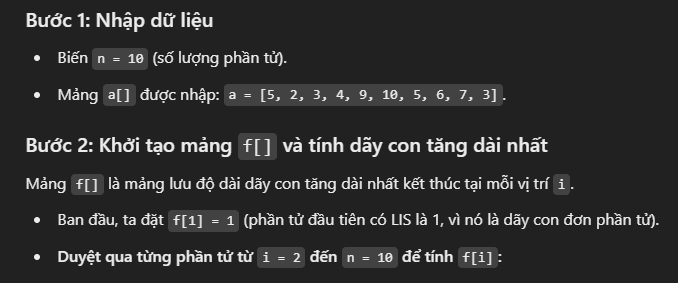 Bước 1: Nhập dữ liệu
• Biến n = 10 (số lượng phần tử).
• Mảng a[] được nhập: a = [5, 2, 3, 4, 9, 10, 5, 6, 7, 3].
Bước 2: Khởi tạo mảng f[] và tính dãy con tăng dài nhất
Mảng f[] là mảng lưu độ dài dãy con tăng dài nhất kết thúc tại mỗi vị trí i.
• Ban đầu, ta đặt f[1] = 1 (phần tử đầu tiên có LIS là 1, vì nó là dãy con đơn phần tử).
• Duyệt qua từng phần tử từ i = 2 đến n = 10 để tính f[i]: